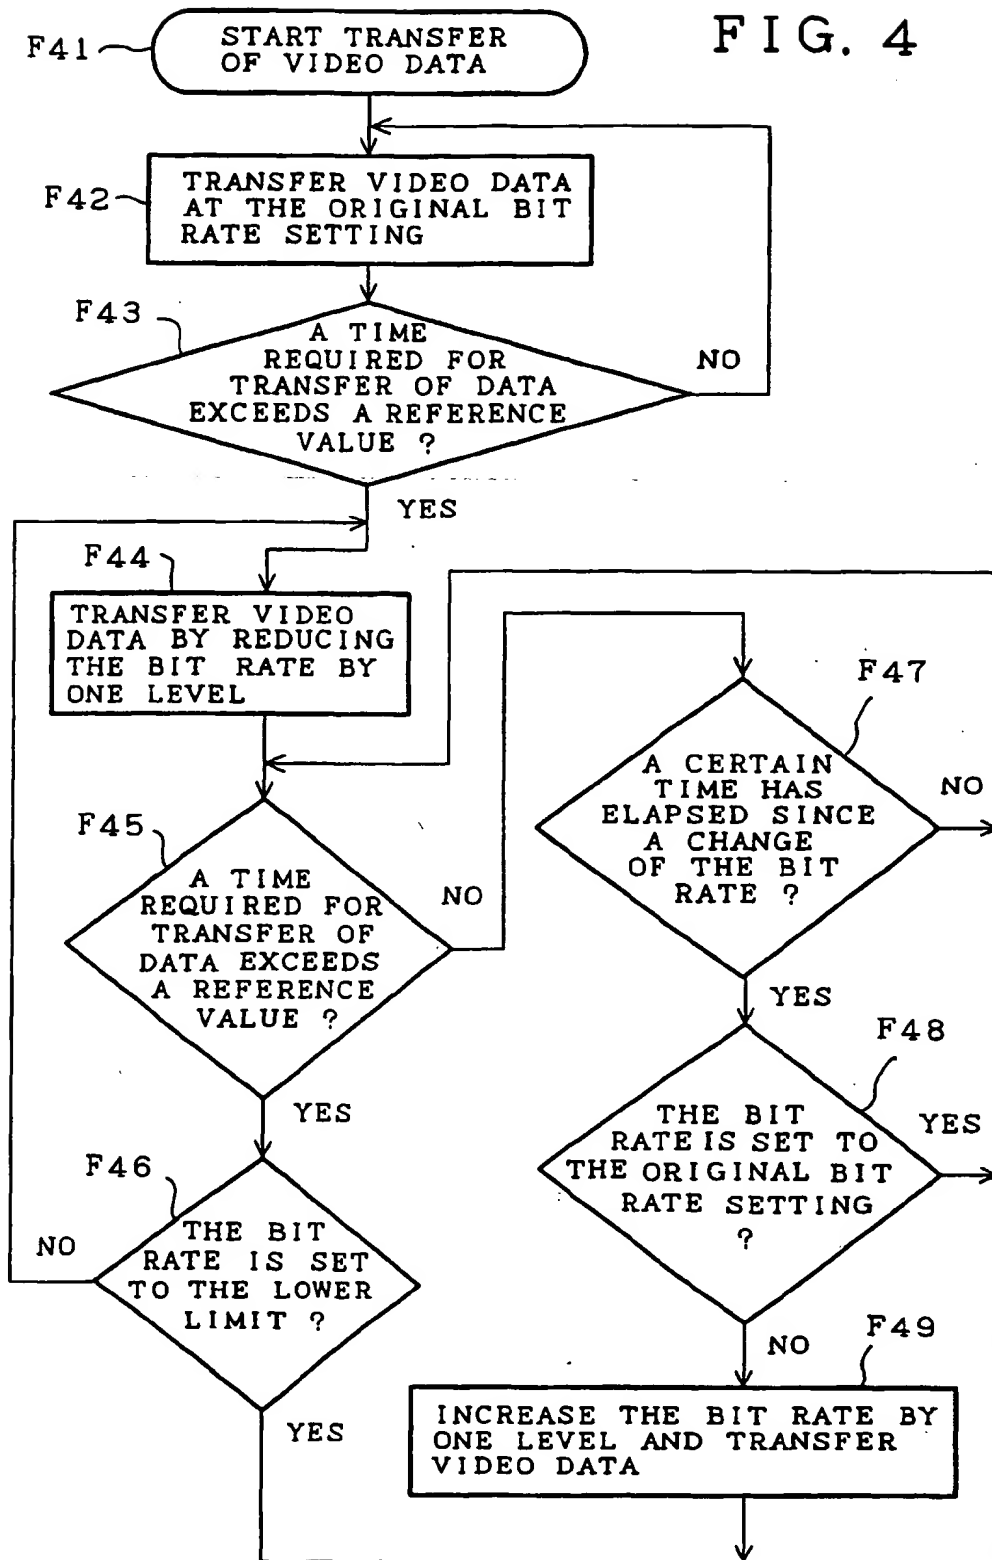 FIG. 4
F41
START TRANSFER
OF VIDEO DATA
F42
TRANSFER VIDEO DATA
AT THE ORIGINAL BIT
RATE SETTING
F43
A TIME
REQUIRED FOR
TRANSFER OF DATA
EXCEEDS A REFERENCE
VALUE ?
NO
YES
F44
TRANSFER VIDEO
DATA BY REDUCING
THE BIT RATE BY
ONE LEVEL
F45
A TIME
REQUIRED FOR
TRANSFER OF
DATA EXCEEDS
A REFERENCE
VALUE ?
NO
YES
F46
THE BIT
RATE IS SET
TO THE LOWER
LIMIT ?
NO
YES
F47
A CERTAIN
TIME HAS
ELAPSED SINCE
A CHANGE
OF THE BIT
RATE ?
NO
YES
F48
THE BIT
RATE IS SET TO
THE ORIGINAL BIT
RATE SETTING
?
YES
NO
F49
INCREASE THE BIT RATE BY
ONE LEVEL AND TRANSFER
VIDEO DATA